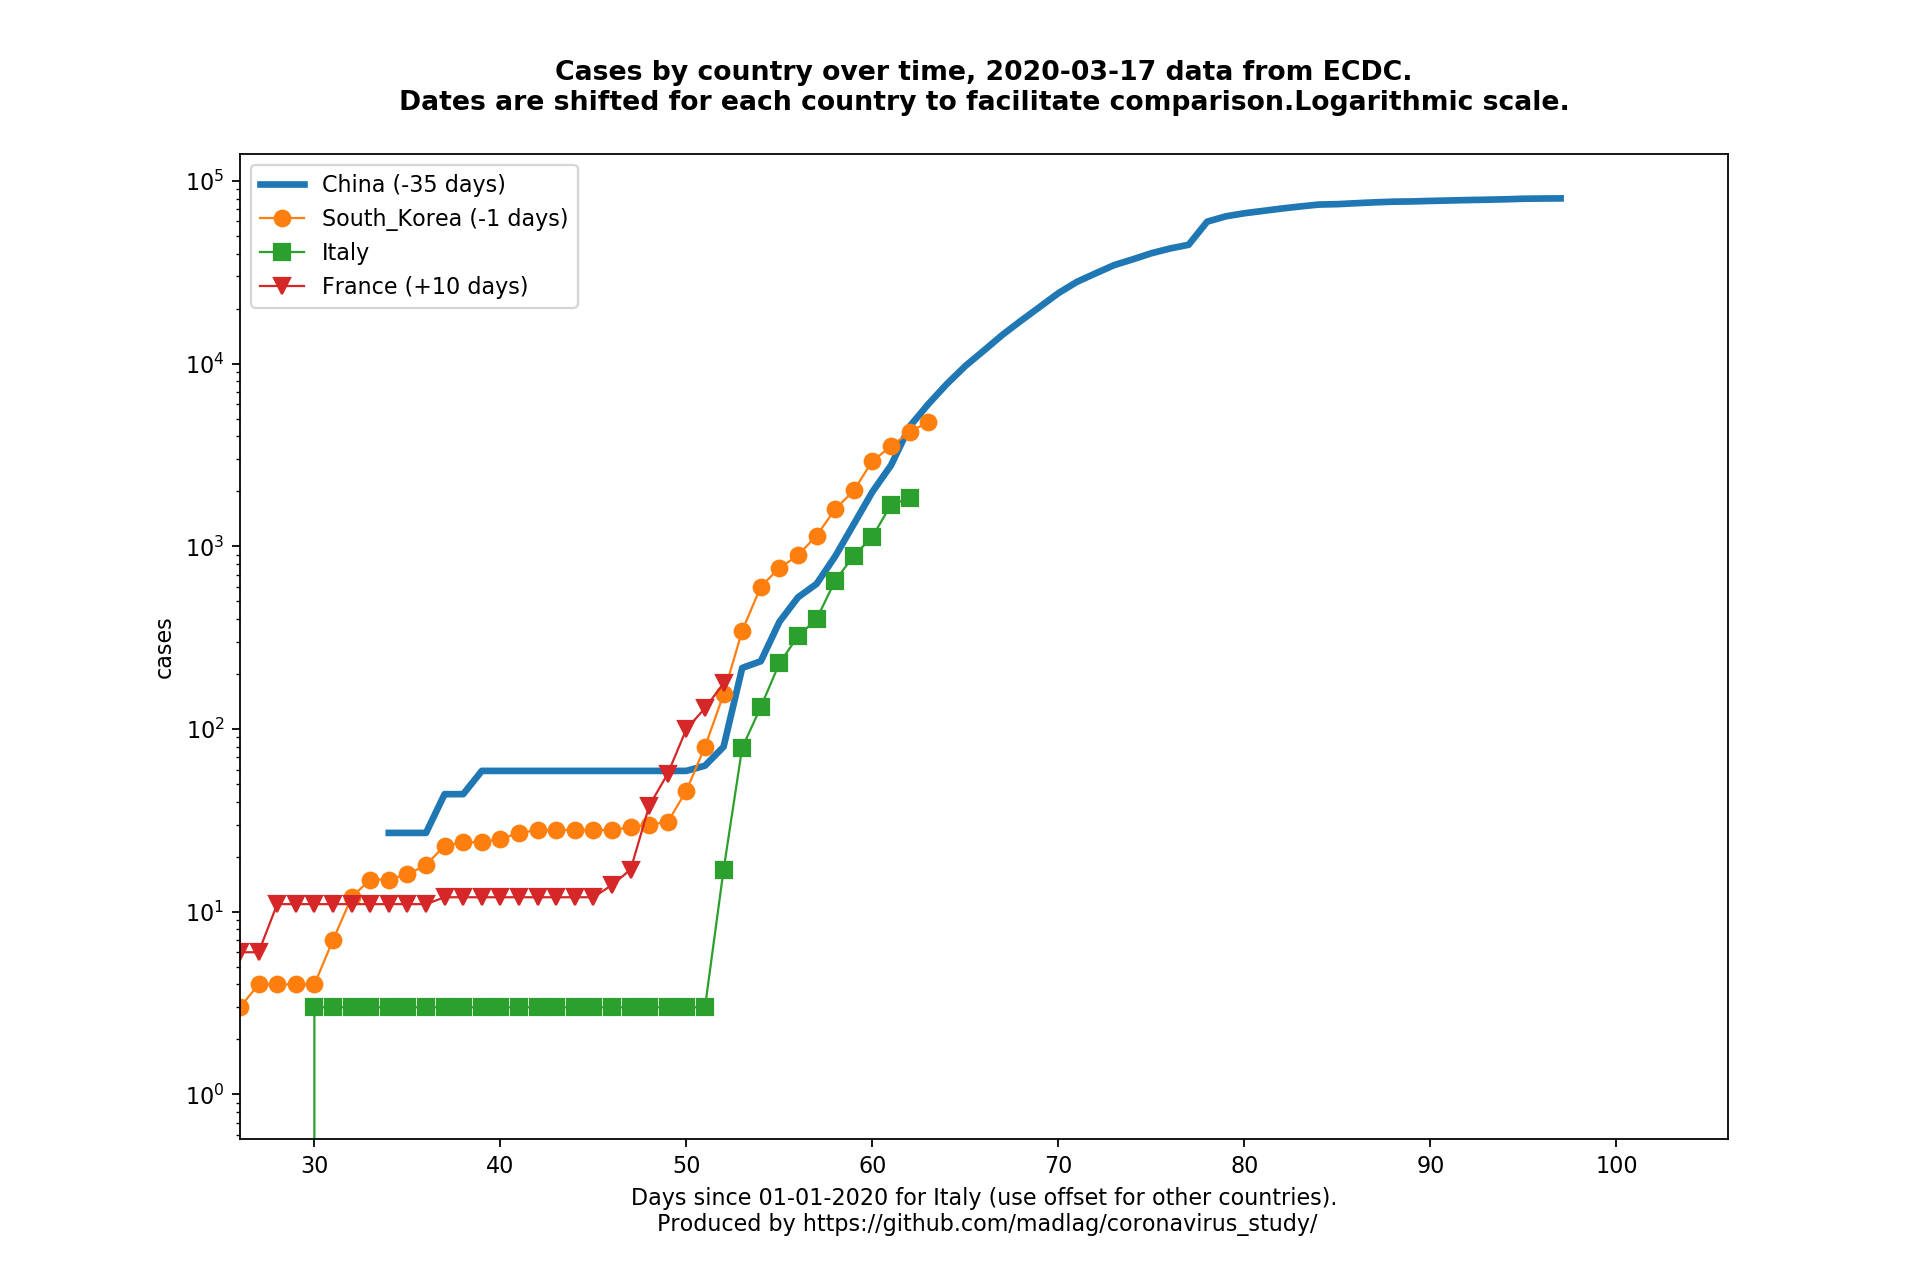 Cases by country over time, 2020-03-17 data from ECDC.
Dates are shifted for each country to facilitate comparison.Logarithmic scale.
China (-35 days)
South_Korea (-1 days)
Italy
France (+10 days)
10^5
10^4
10^3
10^2
10^1
10^0
cases
30 40 50 60 70 80 90 100
Days since 01-01-2020 for Italy (use offset for other countries).
Produced by https://github.com/madlag/coronavirus_study/